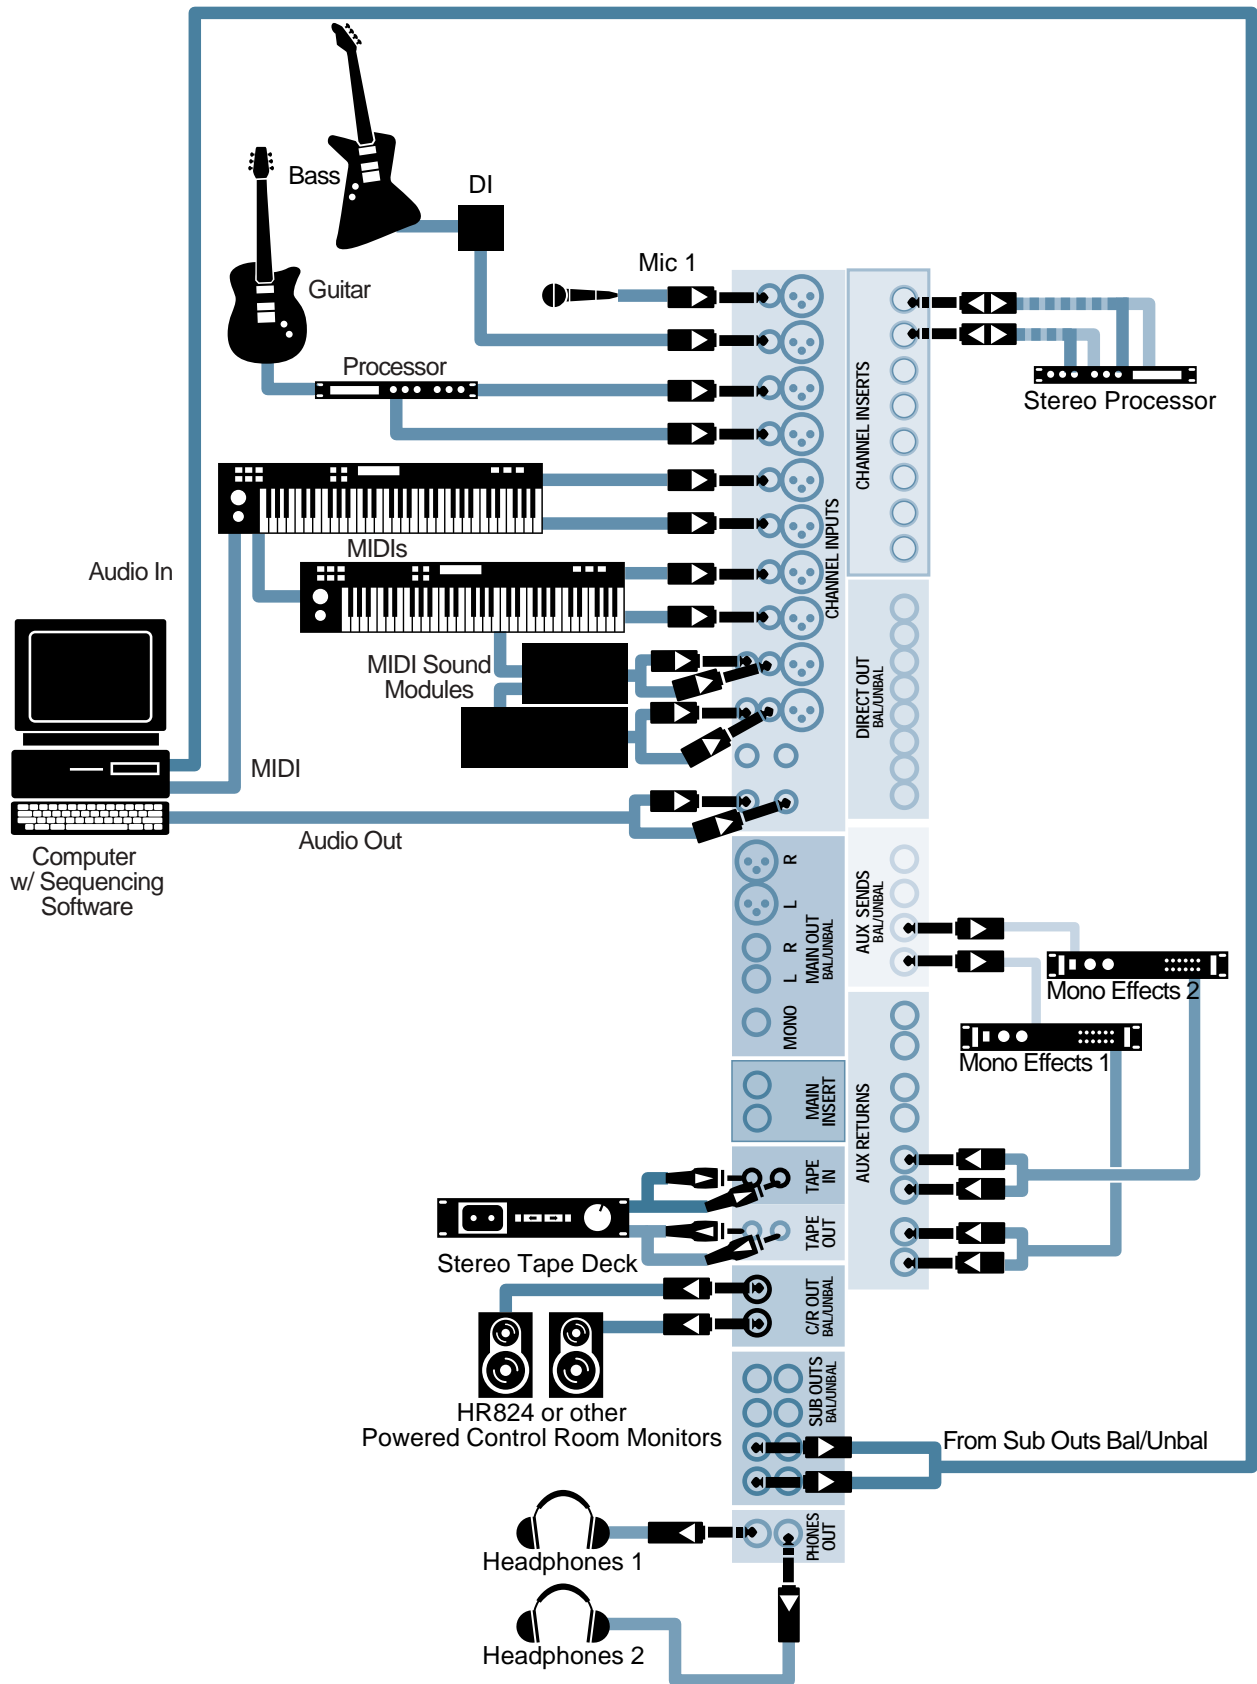 Bass
DI
Mic 1
Guitar
Processor
CHANNEL INPUTS
CHANNEL INSERTS
Stereo Processor
MIDIs
Audio In
MIDI Sound
Modules
DIRECT OUT
BAL/UNBAL
MIDI
Audio Out
Computer
w/ Sequencing
Software
R
L
R
L
MONO
MAIN OUT
BAL/UNBAL
AUX SENDS
BAL/UNBAL
Mono Effects 2
Mono Effects 1
MAIN
INSERT
AUX RETURNS
TAPE
IN
TAPE
OUT
Stereo Tape Deck
C/R OUT
BAL/UNBAL
HR824 or other
Powered Control Room Monitors
SUB OUTS
BAL/UNBAL
From Sub Outs Bal/Unbal
PHONES
OUT
Headphones 1
Headphones 2